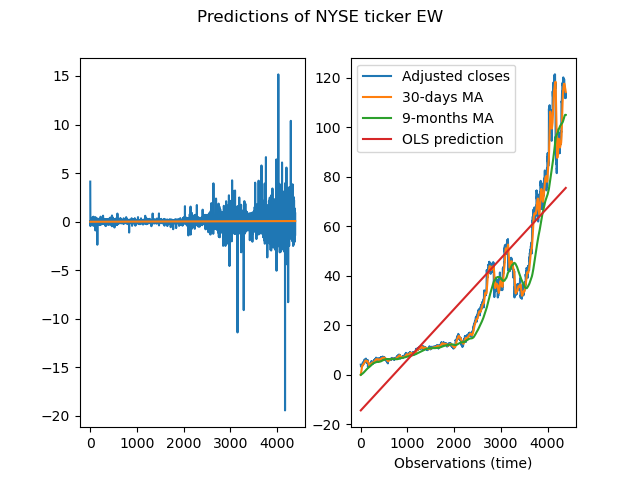 Predictions of NYSE ticker EW
15
10
5
0
−5
−10
−15
−20
0 1000 2000 3000 4000
Adjusted closes
30-days MA
9-months MA
OLS prediction
120
100
80
60
40
20
0
−20
0 1000 2000 3000 4000
Observations (time)